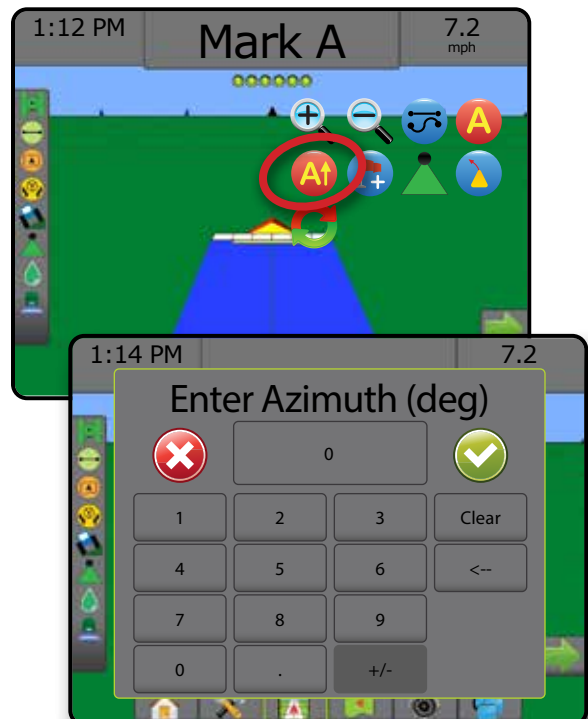 1:12 PM Mark A 7.2
mph
A
A
1:14 PM 7.2
Enter Azimuth (deg)
0
1 2 3 Clear
4 5 6 <--
7 8 9
0 . +/-